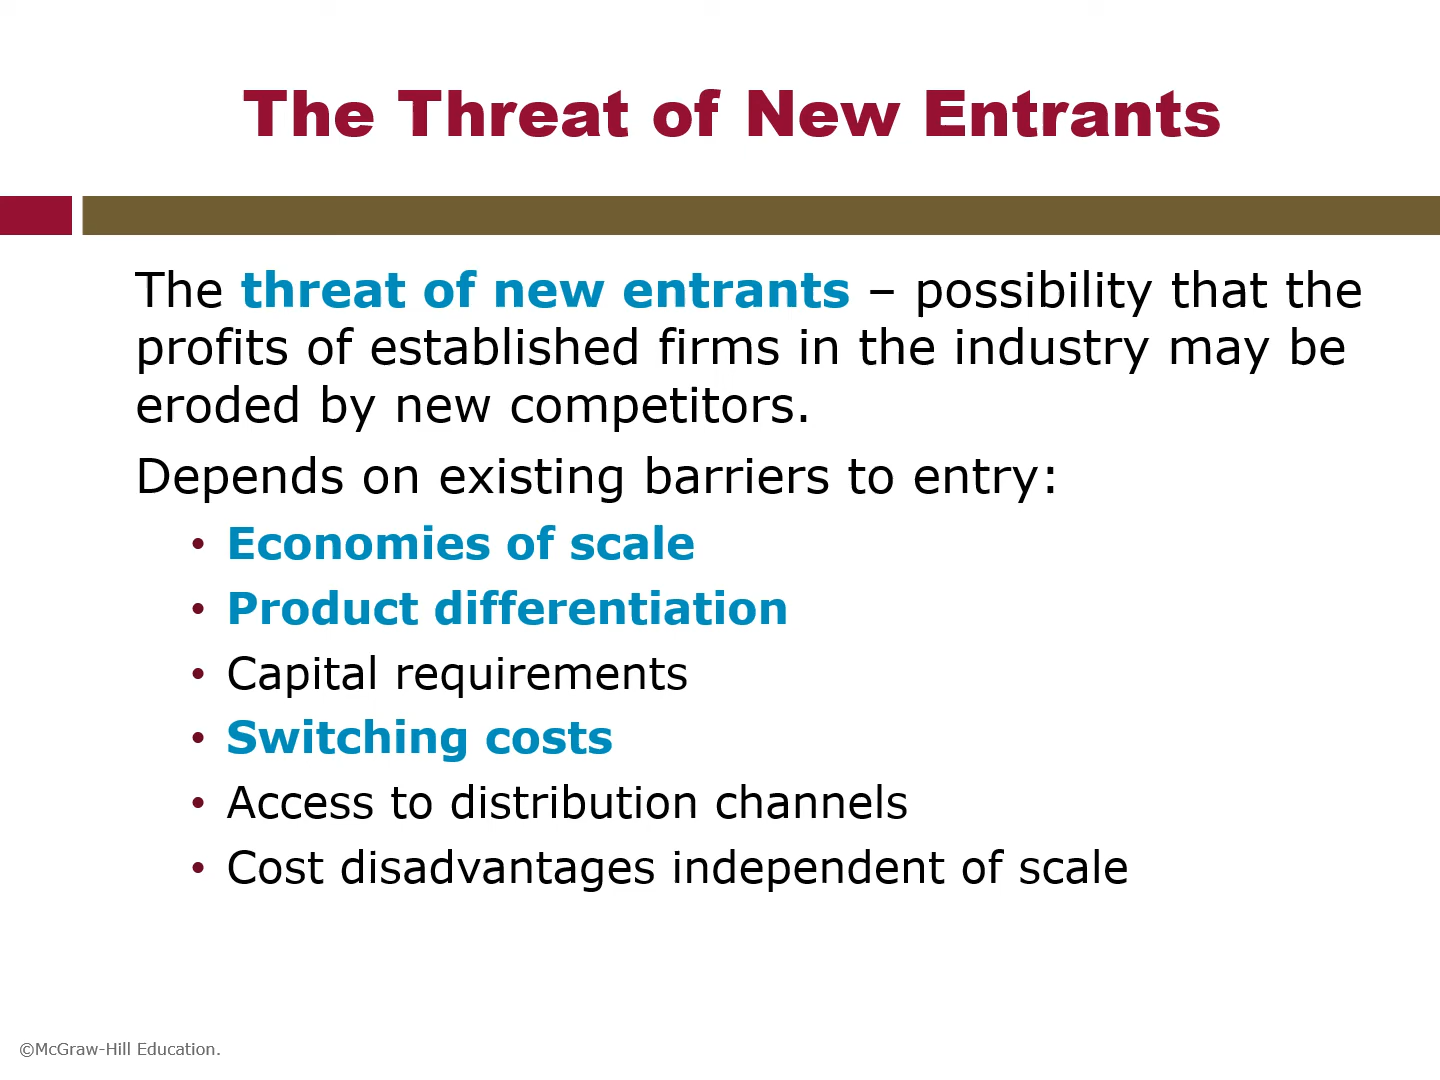 The Threat of New Entrants
The threat of new entrants – possibility that the
profits of established firms in the industry may be
eroded by new competitors.
Depends on existing barriers to entry:
• Economies of scale
• Product differentiation
• Capital requirements
• Switching costs
• Access to distribution channels
• Cost disadvantages independent of scale
©McGraw-Hill Education.